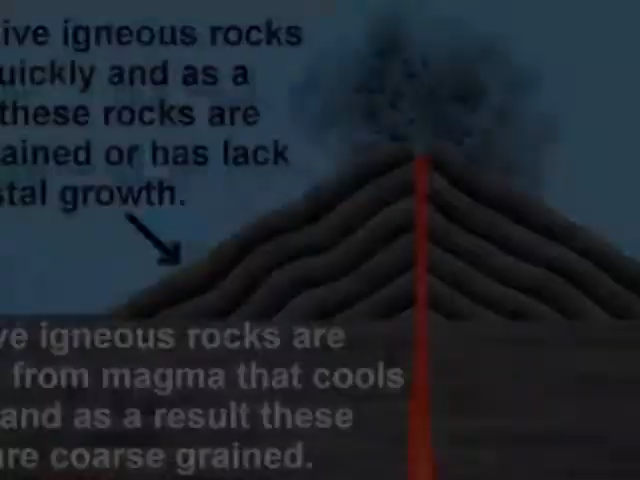 ive igneous rocks
uickly and as a
these rocks are
ained or has lack
stal growth.
ve igneous rocks are
from magma that cools
and as a result these
are coarse grained.